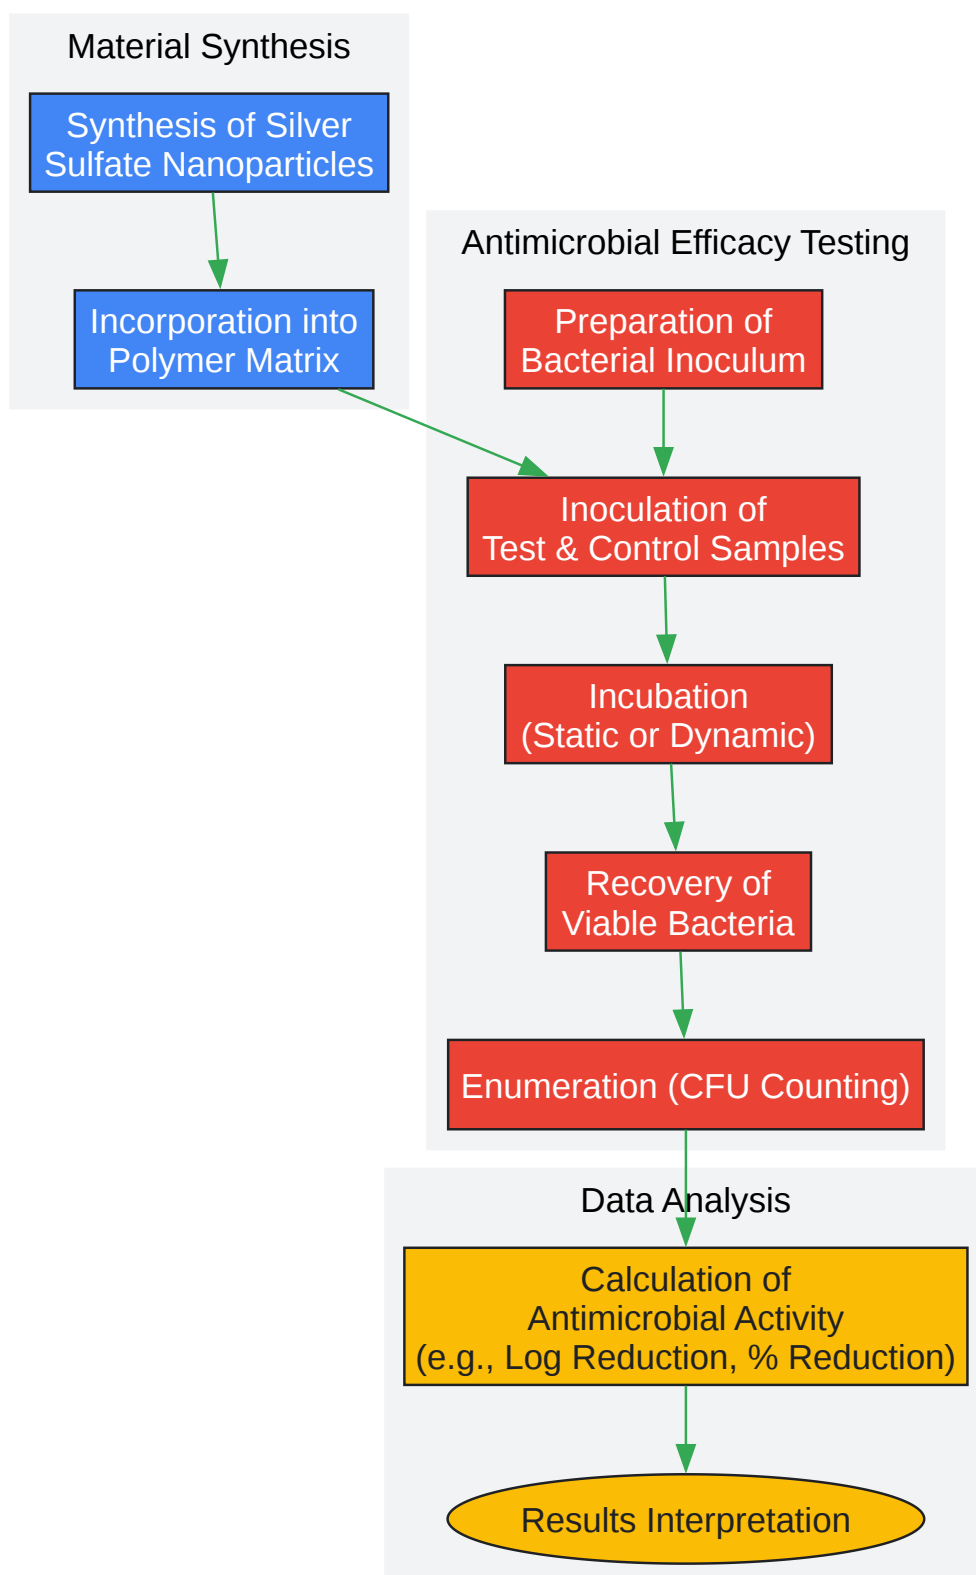 Material Synthesis
Synthesis of Silver
Sulfate Nanoparticles
Incorporation into
Polymer Matrix
Antimicrobial Efficacy Testing
Preparation of
Bacterial Inoculum
Inoculation of
Test & Control Samples
Incubation
(Static or Dynamic)
Recovery of
Viable Bacteria
Enumeration (CFU Counting)
Data Analysis
Calculation of
Antimicrobial Activity
(e.g., Log Reduction, % Reduction)
Results Interpretation